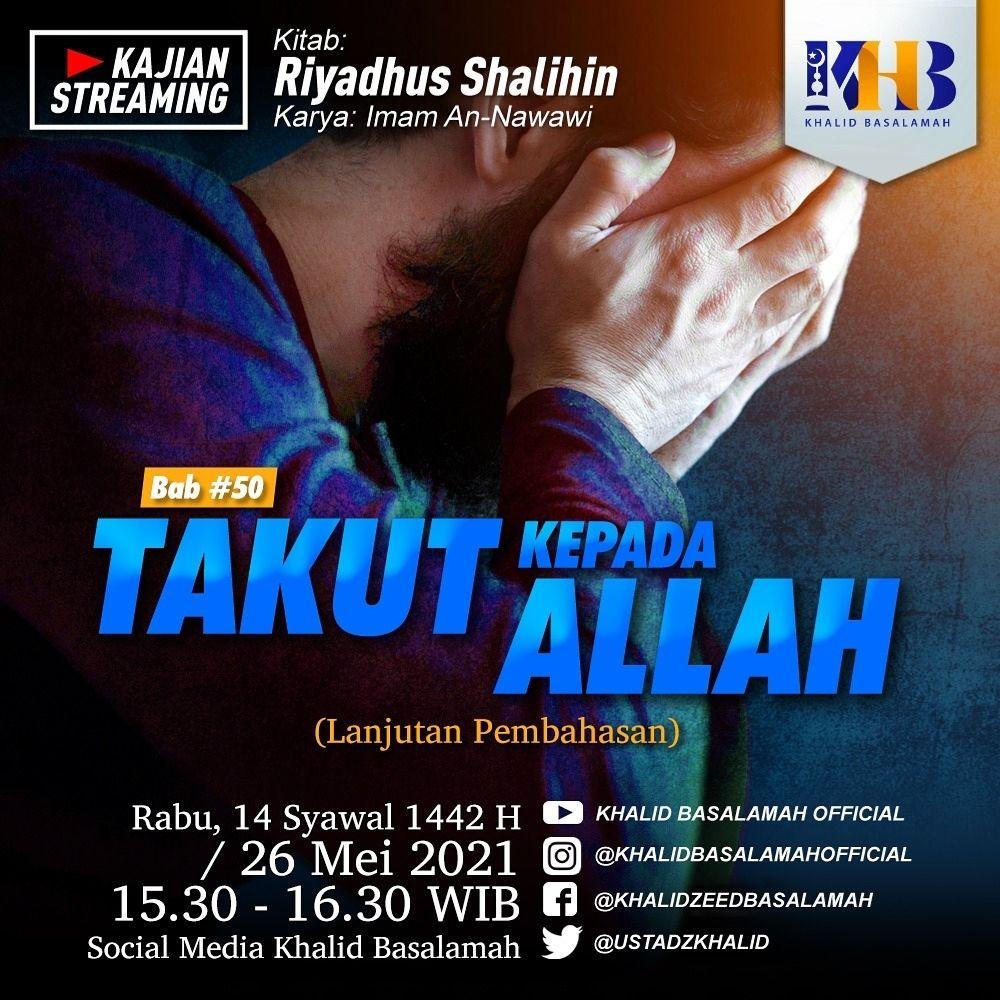 KAJIAN
STREAMING
Kitab:
Riyadhus Shalihin
Karya: Imam An-Nawawi
KHB
KHALID BASALAMAH
Bab #50
TAKUT KEPADA
ALLAH
(Lanjutan Pembahasan)
Rabu, 14 Syawal 1442 H
/ 26 Mei 2021
15.30 - 16.30 WIB
Social Media Khalid Basalamah
KHALID BASALAMAH OFFICIAL
@KHALIDBASALAMAHOFFICIAL
@KHALIDZEEDBASALAMAH
@USTADZKHALID